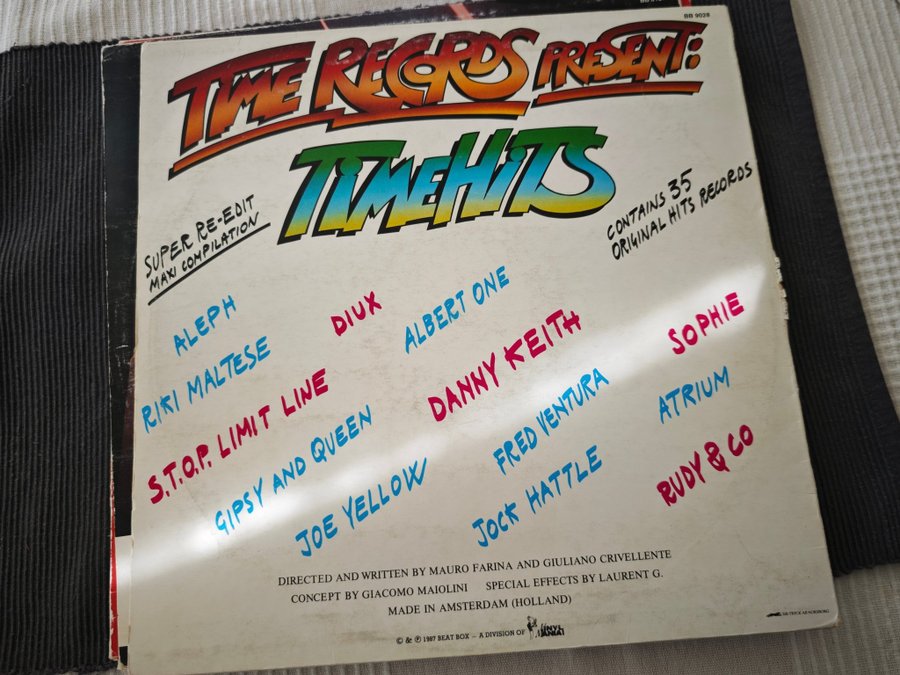 BB 9028
TIME RECORDS PRESENT:
TIMEHITS
SUPER RE-EDIT
MAXI COMPILATION
CONTAINS 35
ORIGINAL HITS RECORDS
ALEPH
DIUX
ALBERT ONE
SOPHIE
RIKI MALTESE
DANNY KEITH
S.T.O.P. LIMIT LINE
ATRIUM
FRED VENTURA
GIPSY AND QUEEN
RUDY & CO
JOE YELLOW
JOCK HATTLE
DIRECTED AND WRITTEN BY MAURO FARINA AND GIULIANO CRIVELLENTE
CONCEPT BY GIACOMO MAIOLINI SPECIAL EFFECTS BY LAURENT G.
MADE IN AMSTERDAM (HOLLAND)
© & ℗ 1987 BEAT BOX – A DIVISION OF VINYL MANIA!